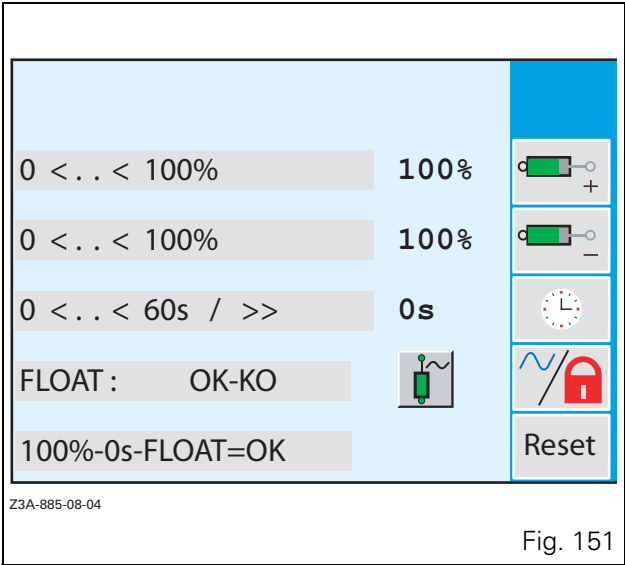 0 <..< 100% 100% +
0 <..< 100% 100% −
0 <..< 60s / >> 0s
FLOAT: OK-KO
100%-0s-FLOAT=OK Reset
Z3A-885-08-04
Fig. 151